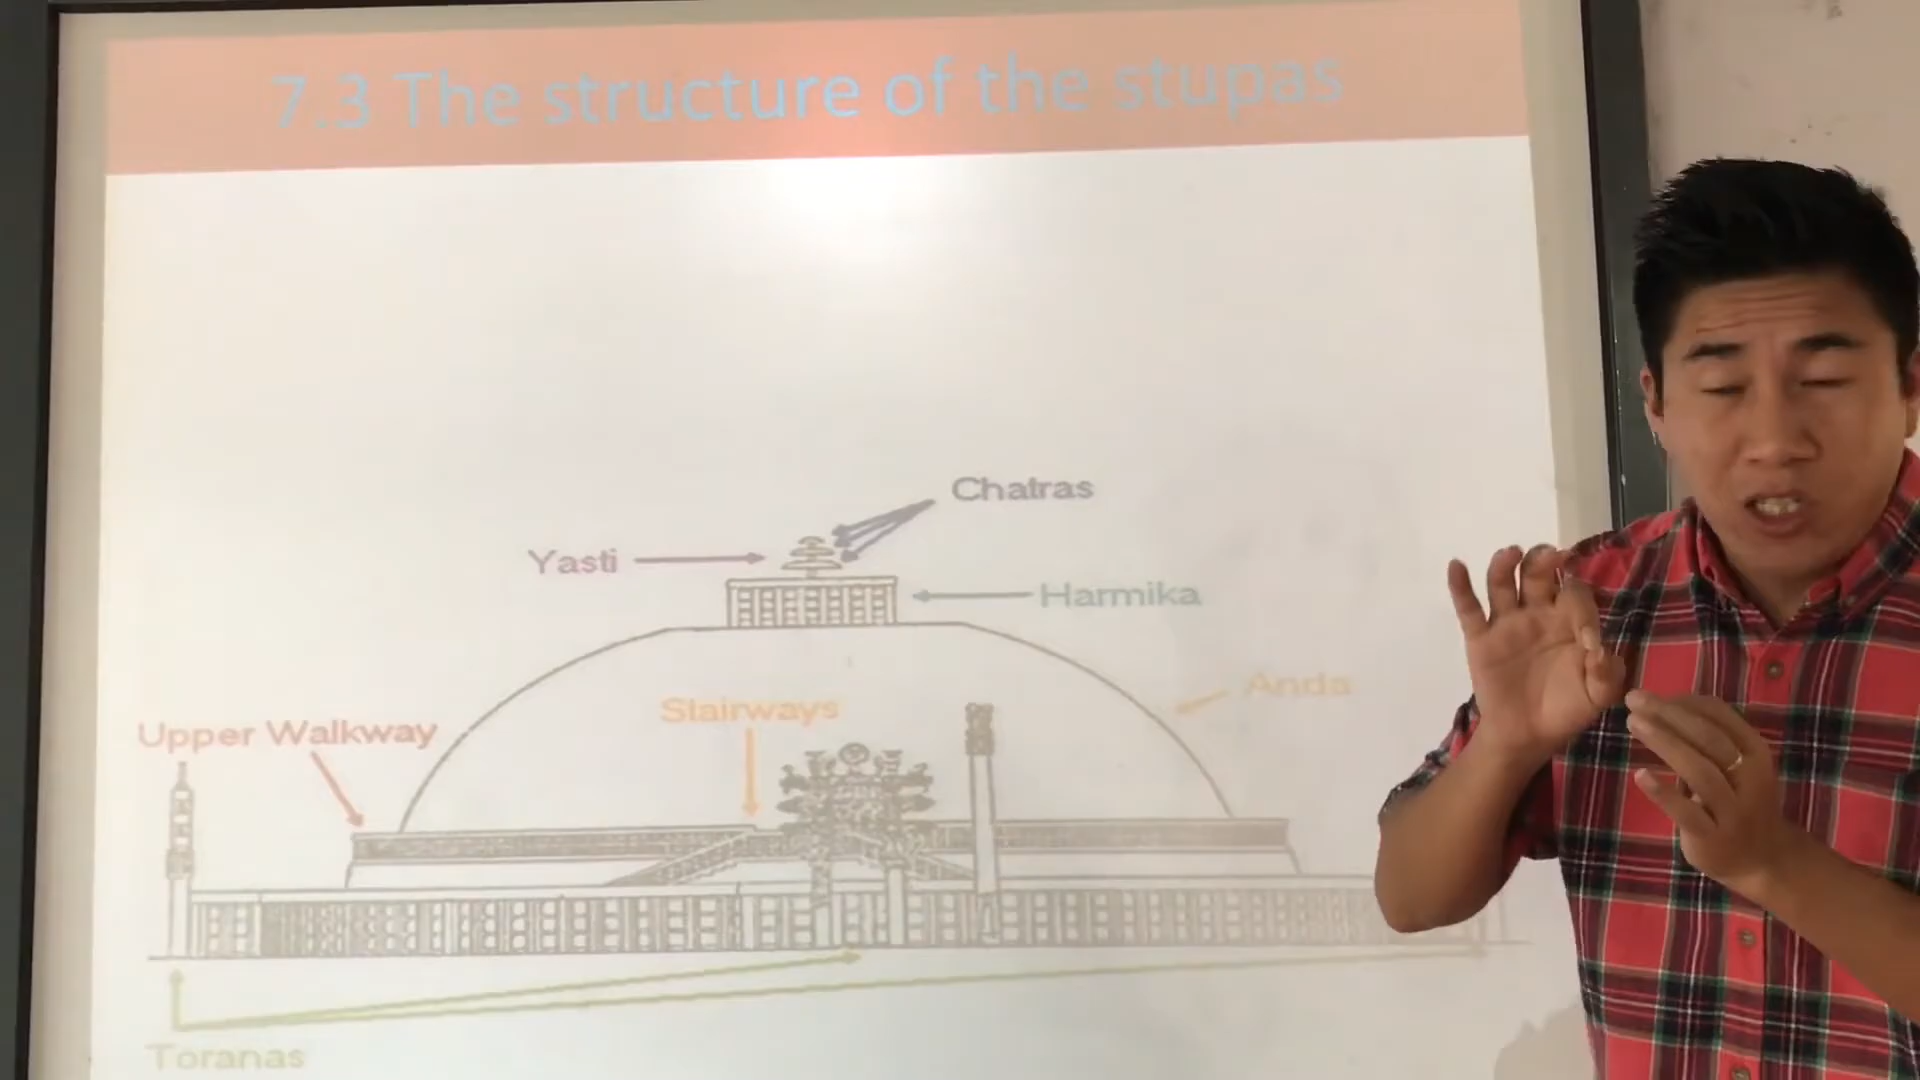 7.3 The structure of the stupas
Chatras
Yasti
Harmika
Anda
Stairways
Upper Walkway
Toranas